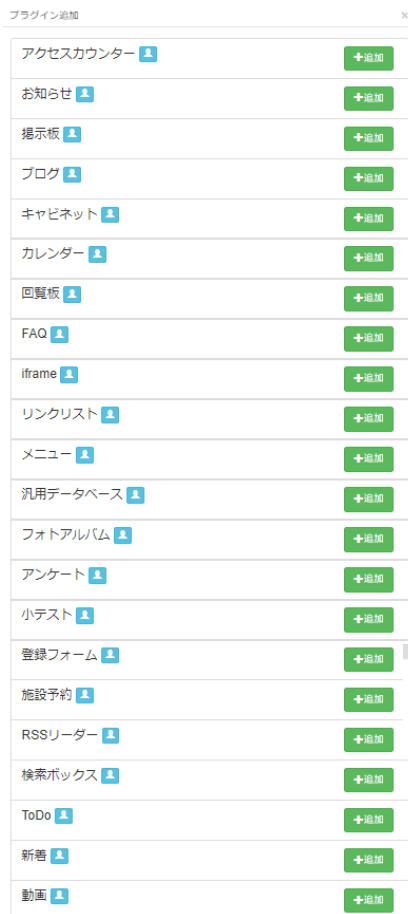 プラグイン追加 ×
アクセスカウンター +追加
お知らせ +追加
掲示板 +追加
ブログ +追加
キャビネット +追加
カレンダー +追加
回覧板 +追加
FAQ +追加
iframe +追加
リンクリスト +追加
メニュー +追加
汎用データベース +追加
フォトアルバム +追加
アンケート +追加
小テスト +追加
登録フォーム +追加
施設予約 +追加
RSSリーダー +追加
検索ボックス +追加
ToDo +追加
新着 +追加
動画 +追加